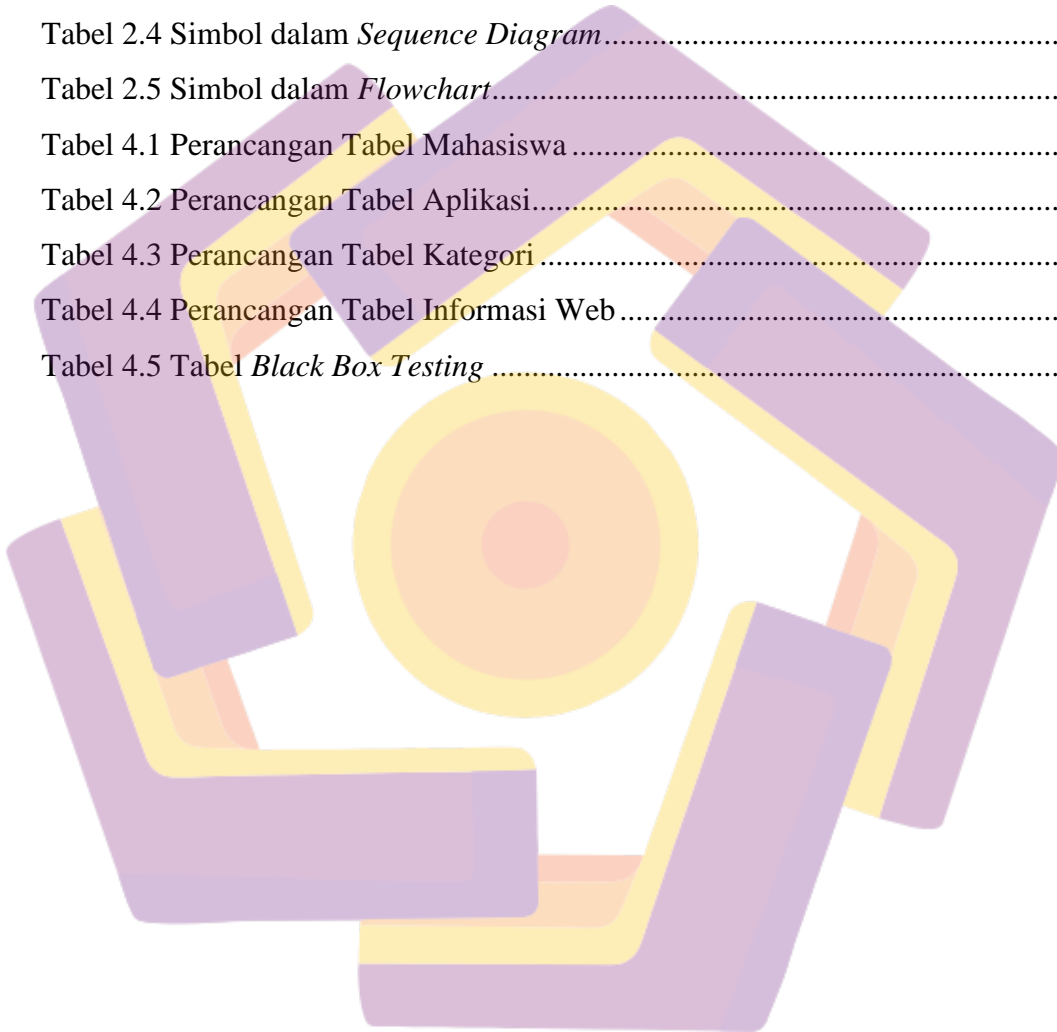 Tabel 2.4 Simbol dalam Sequence Diagram................................................................
Tabel 2.5 Simbol dalam Flowchart................................................................................
Tabel 4.1 Perancangan Tabel Mahasiswa....................................................................
Tabel 4.2 Perancangan Tabel Aplikasi..........................................................................
Tabel 4.3 Perancangan Tabel Kategori.........................................................................
Tabel 4.4 Perancangan Tabel Informasi Web..............................................................
Tabel 4.5 Tabel Black Box Testing................................................................................